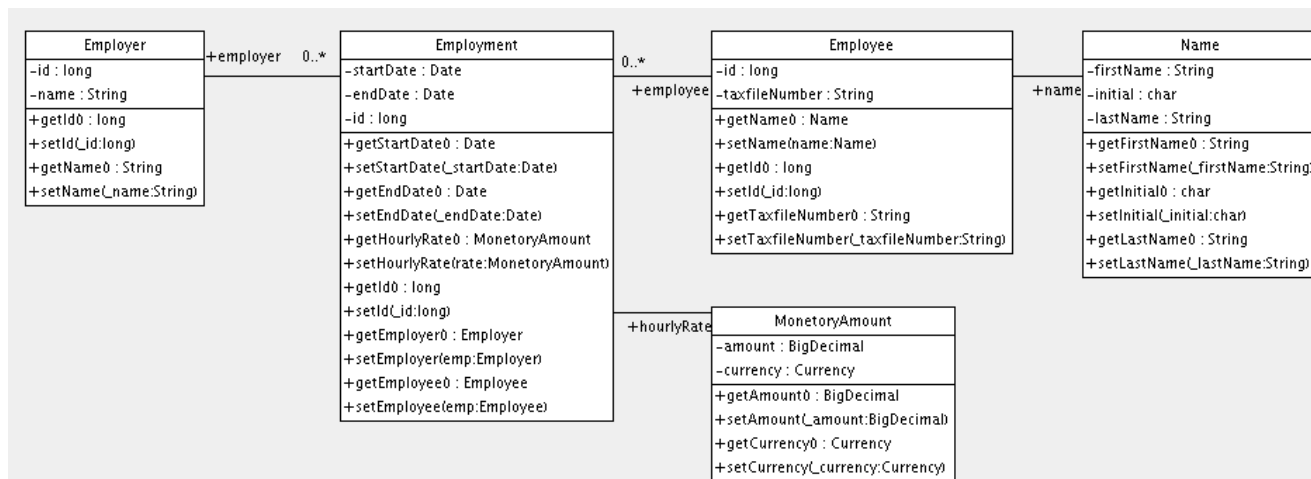 Employer
-id : long
-name : String
+getId() : long
+setId(_id:long)
+getName() : String
+setName(_name:String)
+employer
0..*
Employment
-startDate : Date
-endDate : Date
-id : long
+getStartDate() : Date
+setStartDate(_startDate:Date)
+getEndDate() : Date
+setEndDate(_endDate:Date)
+getHourlyRate() : MonetoryAmount
+setHourlyRate(rate:MonetoryAmount)
+getId() : long
+setId(_id:long)
+getEmployer() : Employer
+setEmployer(emp:Employer)
+getEmployee() : Employee
+setEmployee(emp:Employee)
0..*
+employee
Employee
-id : long
-taxfileNumber : String
+getName() : Name
+setName(name:Name)
+getId() : long
+setId(_id:long)
+getTaxfileNumber() : String
+setTaxfileNumber(_taxfileNumber:String)
+name
Name
-firstName : String
-initial : char
-lastName : String
+getFirstName() : String
+setFirstName(_firstName:String)
+getInitial() : char
+setInitial(_initial:char)
+getLastName() : String
+setLastName(_lastName:String)
+hourlyRate
MonetoryAmount
-amount : BigDecimal
-currency : Currency
+getAmount() : BigDecimal
+setAmount(_amount:BigDecimal)
+getCurrency() : Currency
+setCurrency(_currency:Currency)